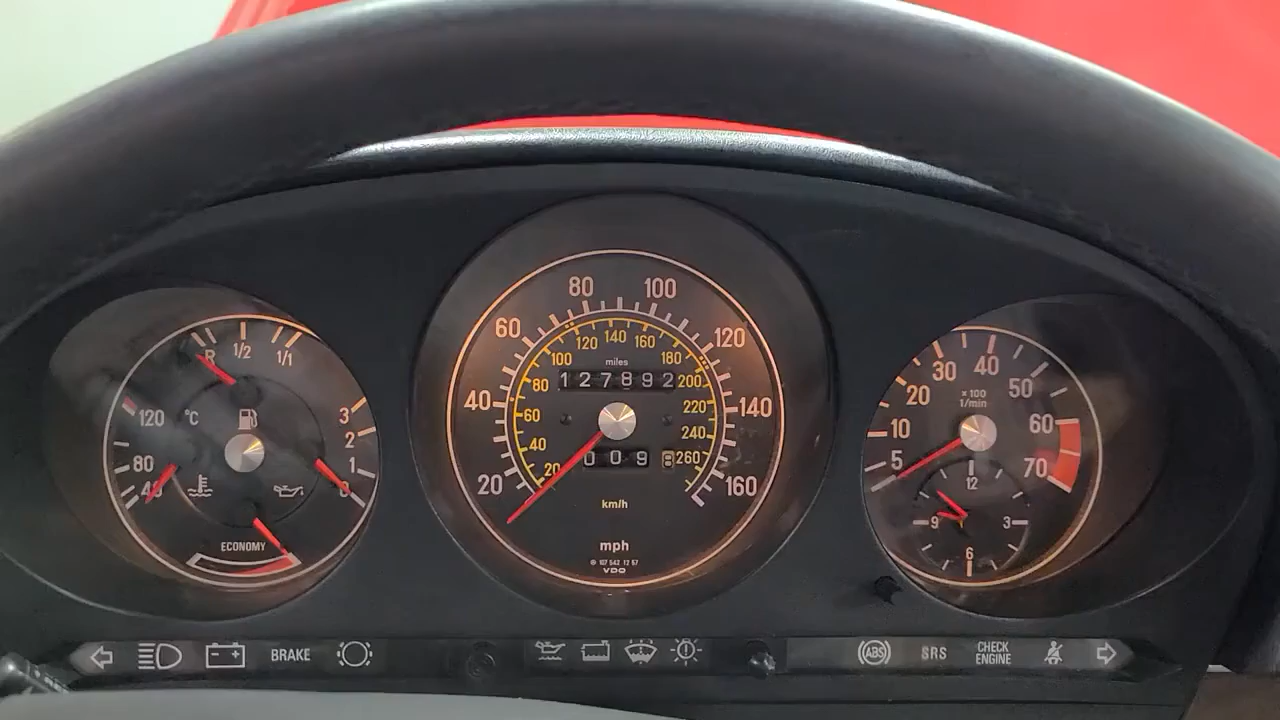 R 1/2 1/1
120 °C
80
40
3
2
1
0
ECONOMY
20 40 60 80 100 120 140 160
20 40 60 80 100 120 140 160 180 200 220 240 260
miles
127892
009 8
km/h
mph
VDO
5 10 20 30 40 50 60 70
x 100
1/min
12
3
6
9
BRAKE
ABS
SRS
CHECK
ENGINE